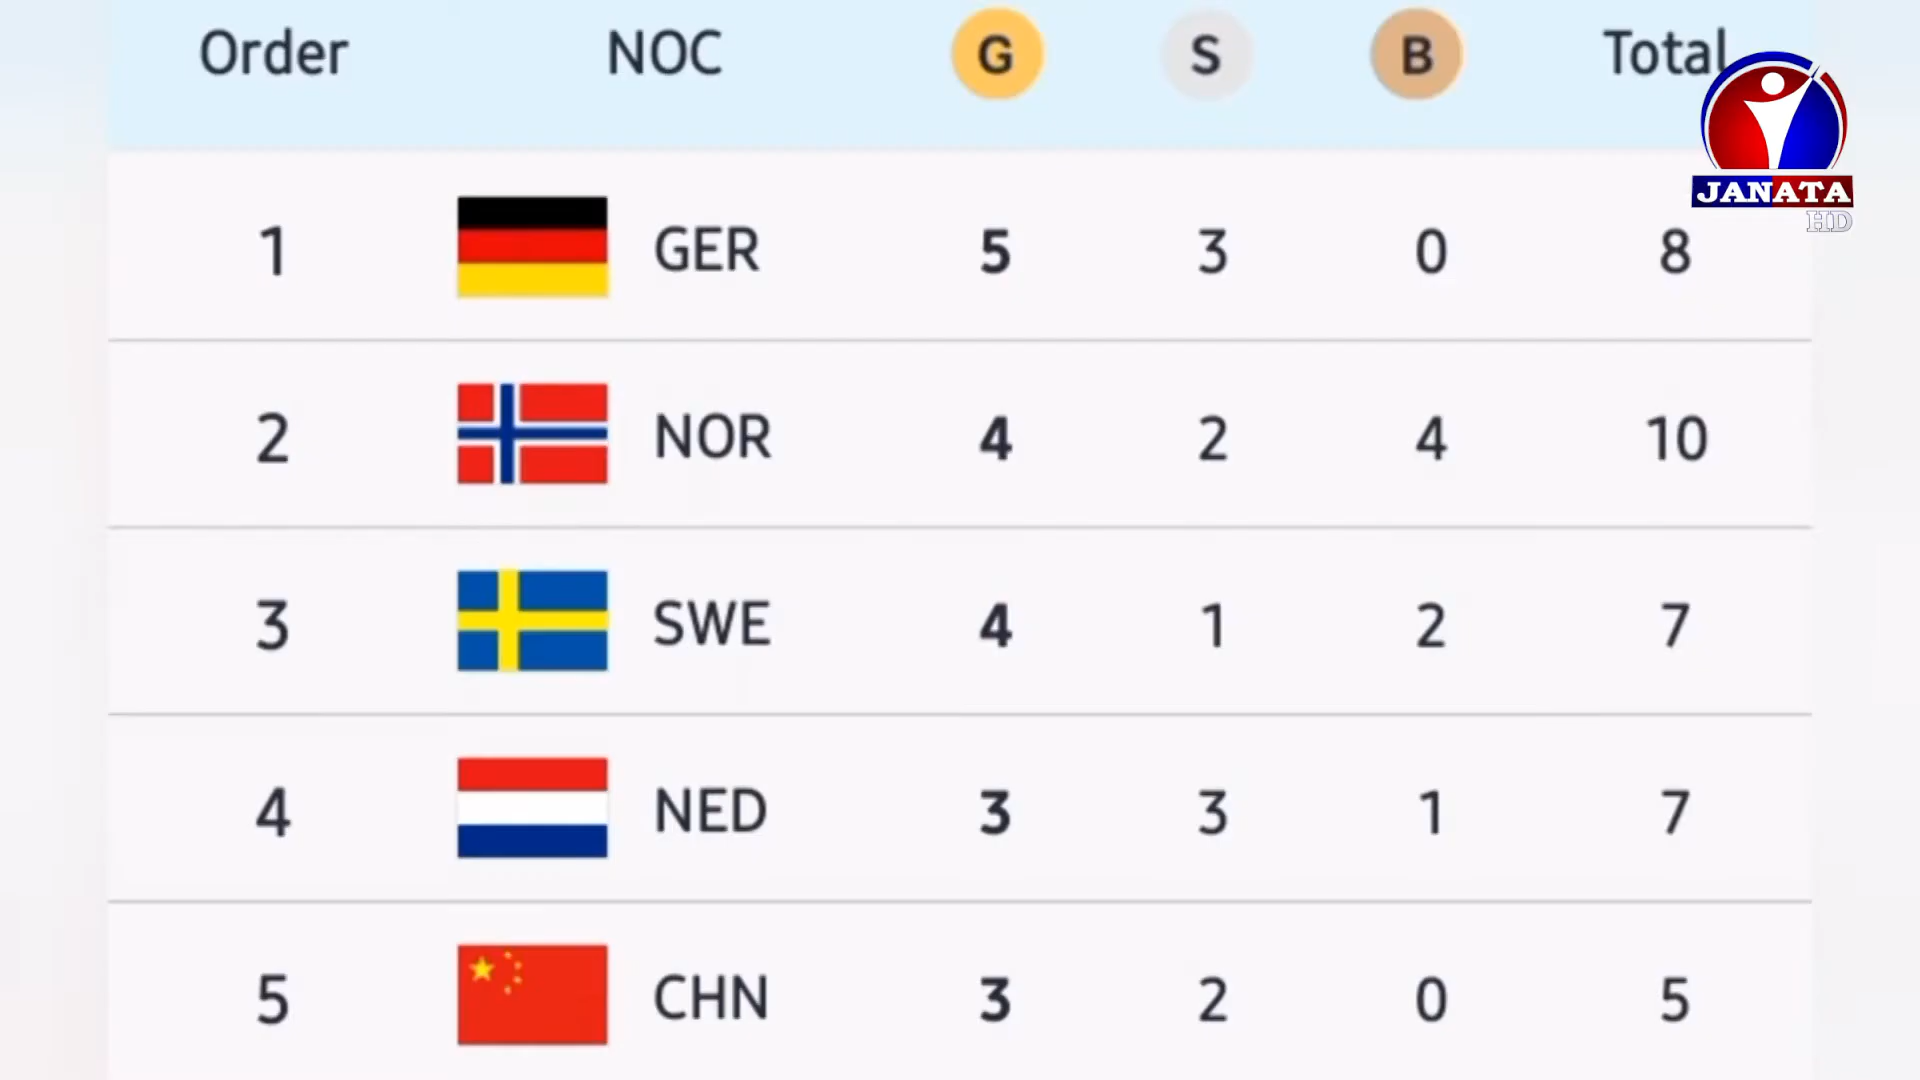 Order NOC G S B Total
JANATA
HD
1 GER 5 3 0 8
2 NOR 4 2 4 10
3 SWE 4 1 2 7
4 NED 3 3 1 7
5 CHN 3 2 0 5